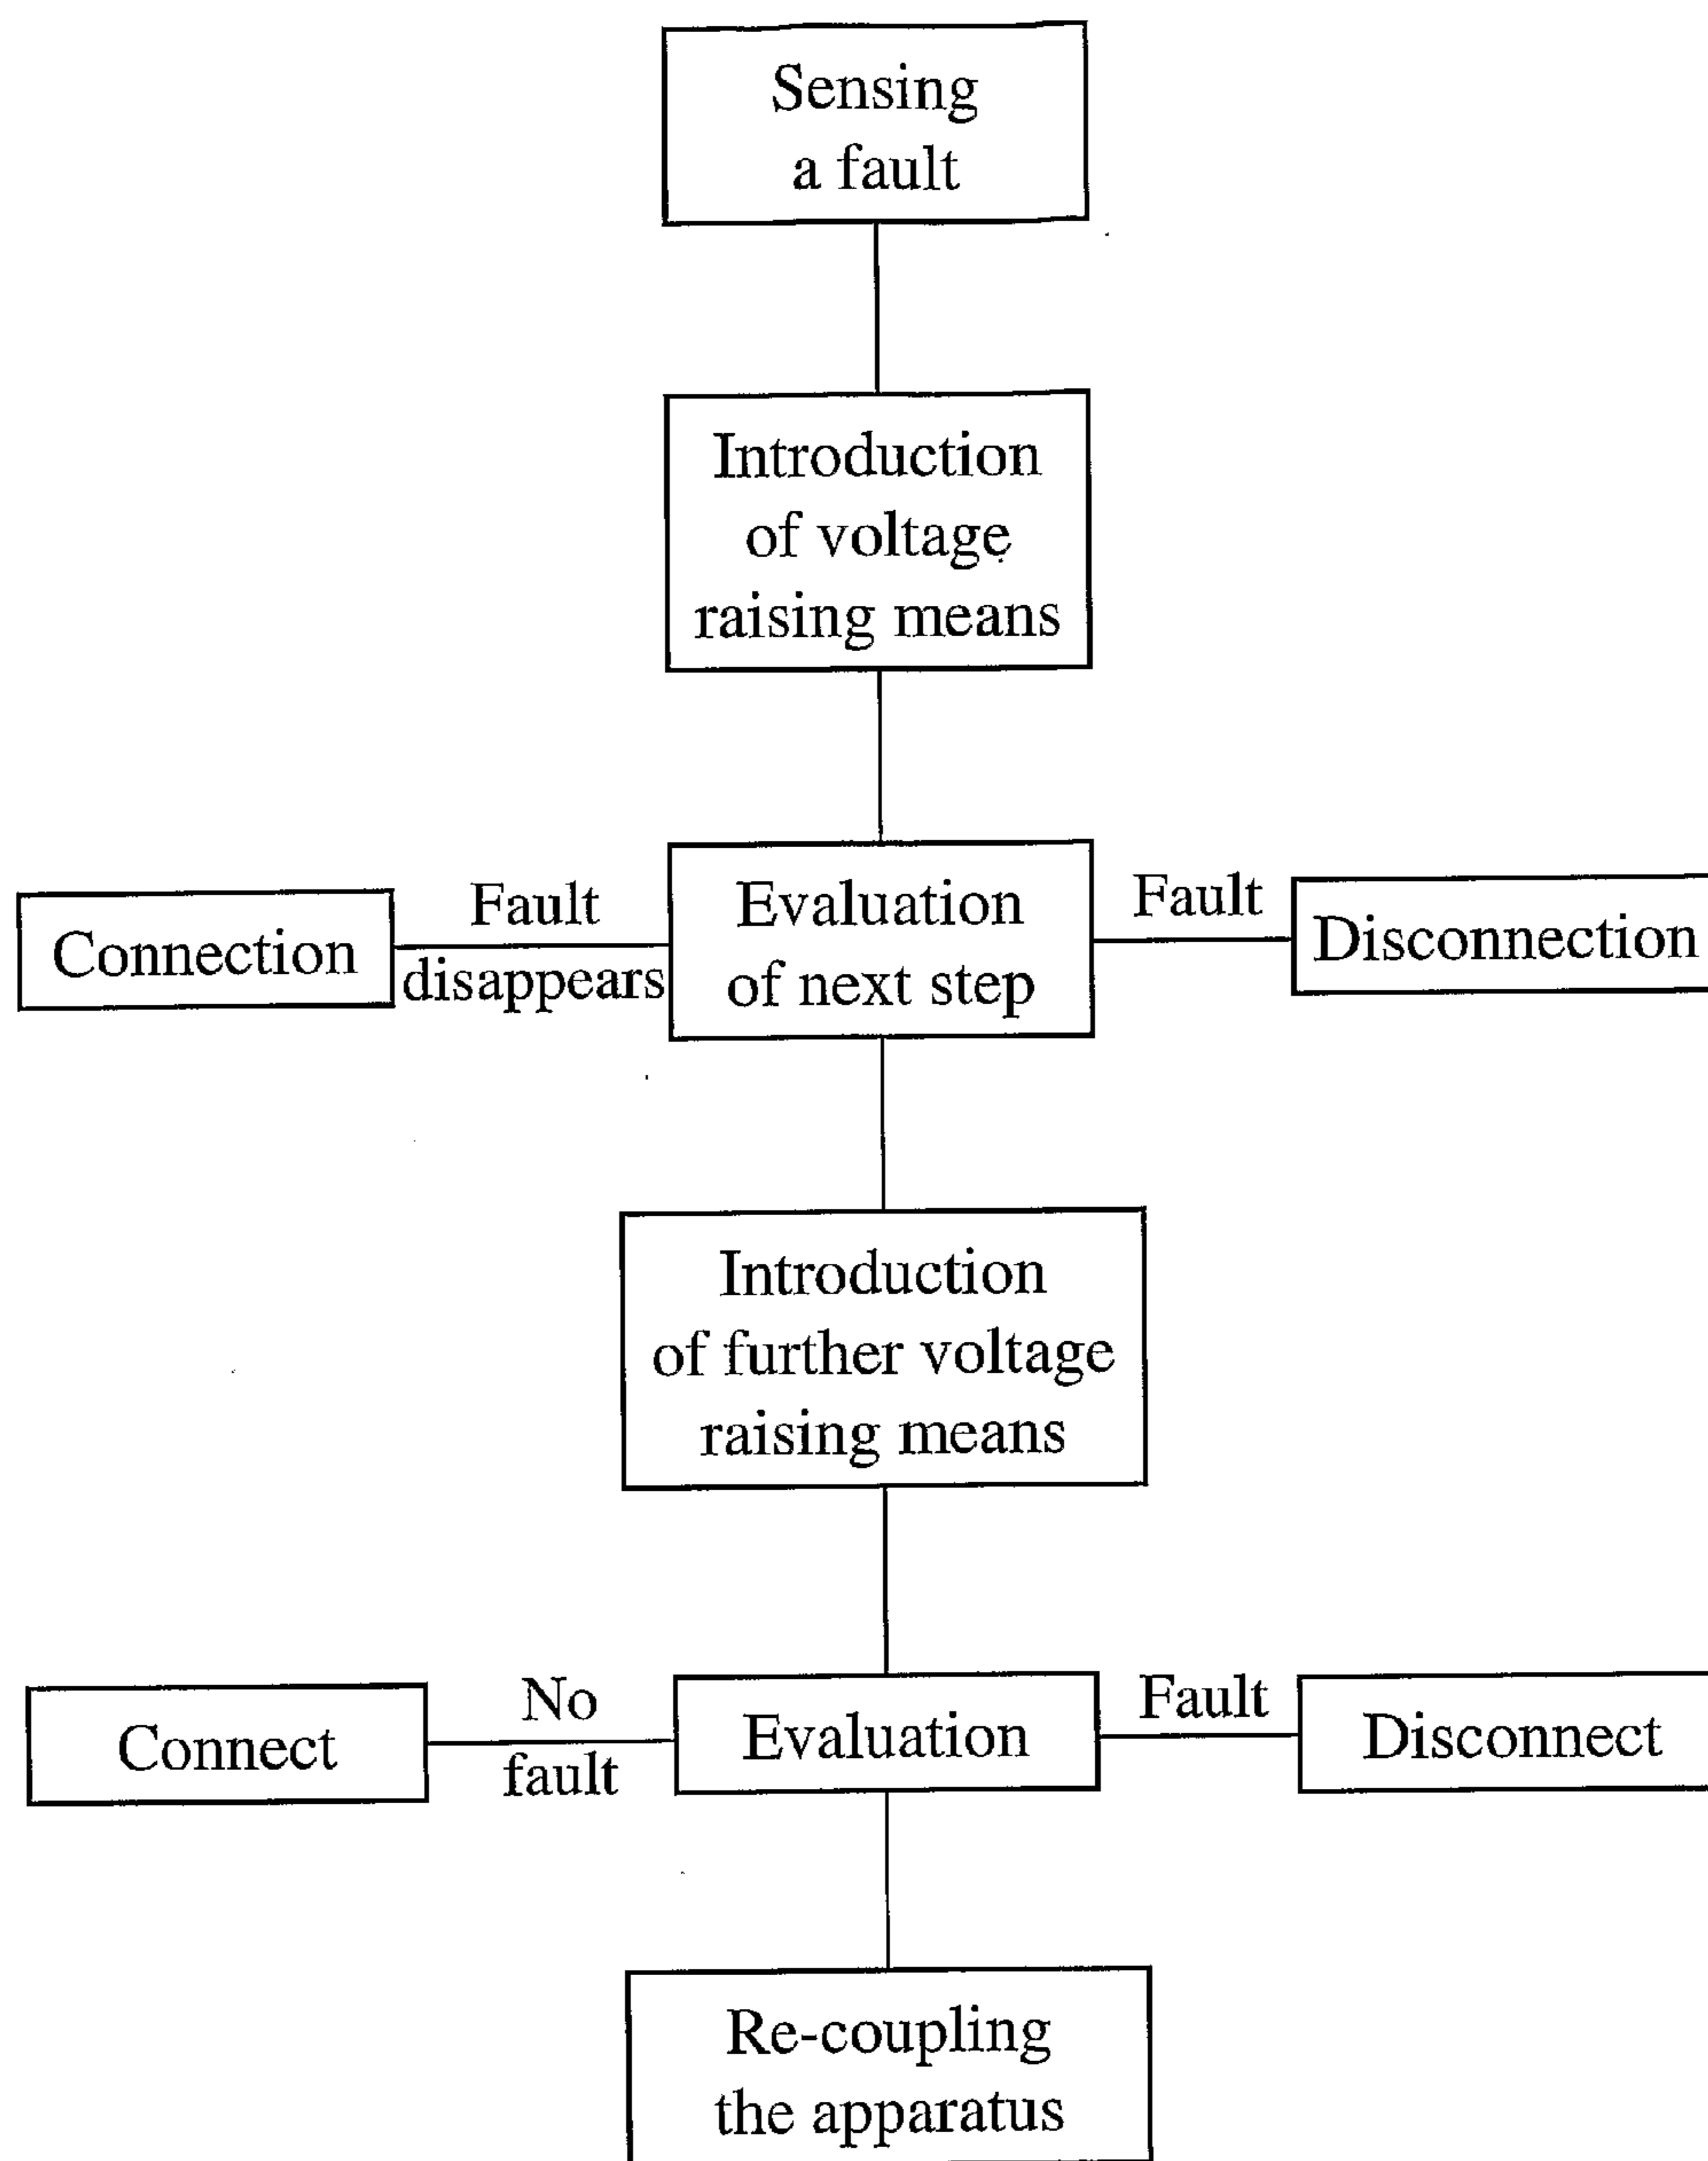 Sensing
a fault
Introduction
of voltage
raising means
Connection
Fault
disappears
Evaluation
of next step
Fault
Disconnection
Introduction
of further voltage
raising means
Connect
No
fault
Evaluation
Fault
Disconnect
Re-coupling
the apparatus